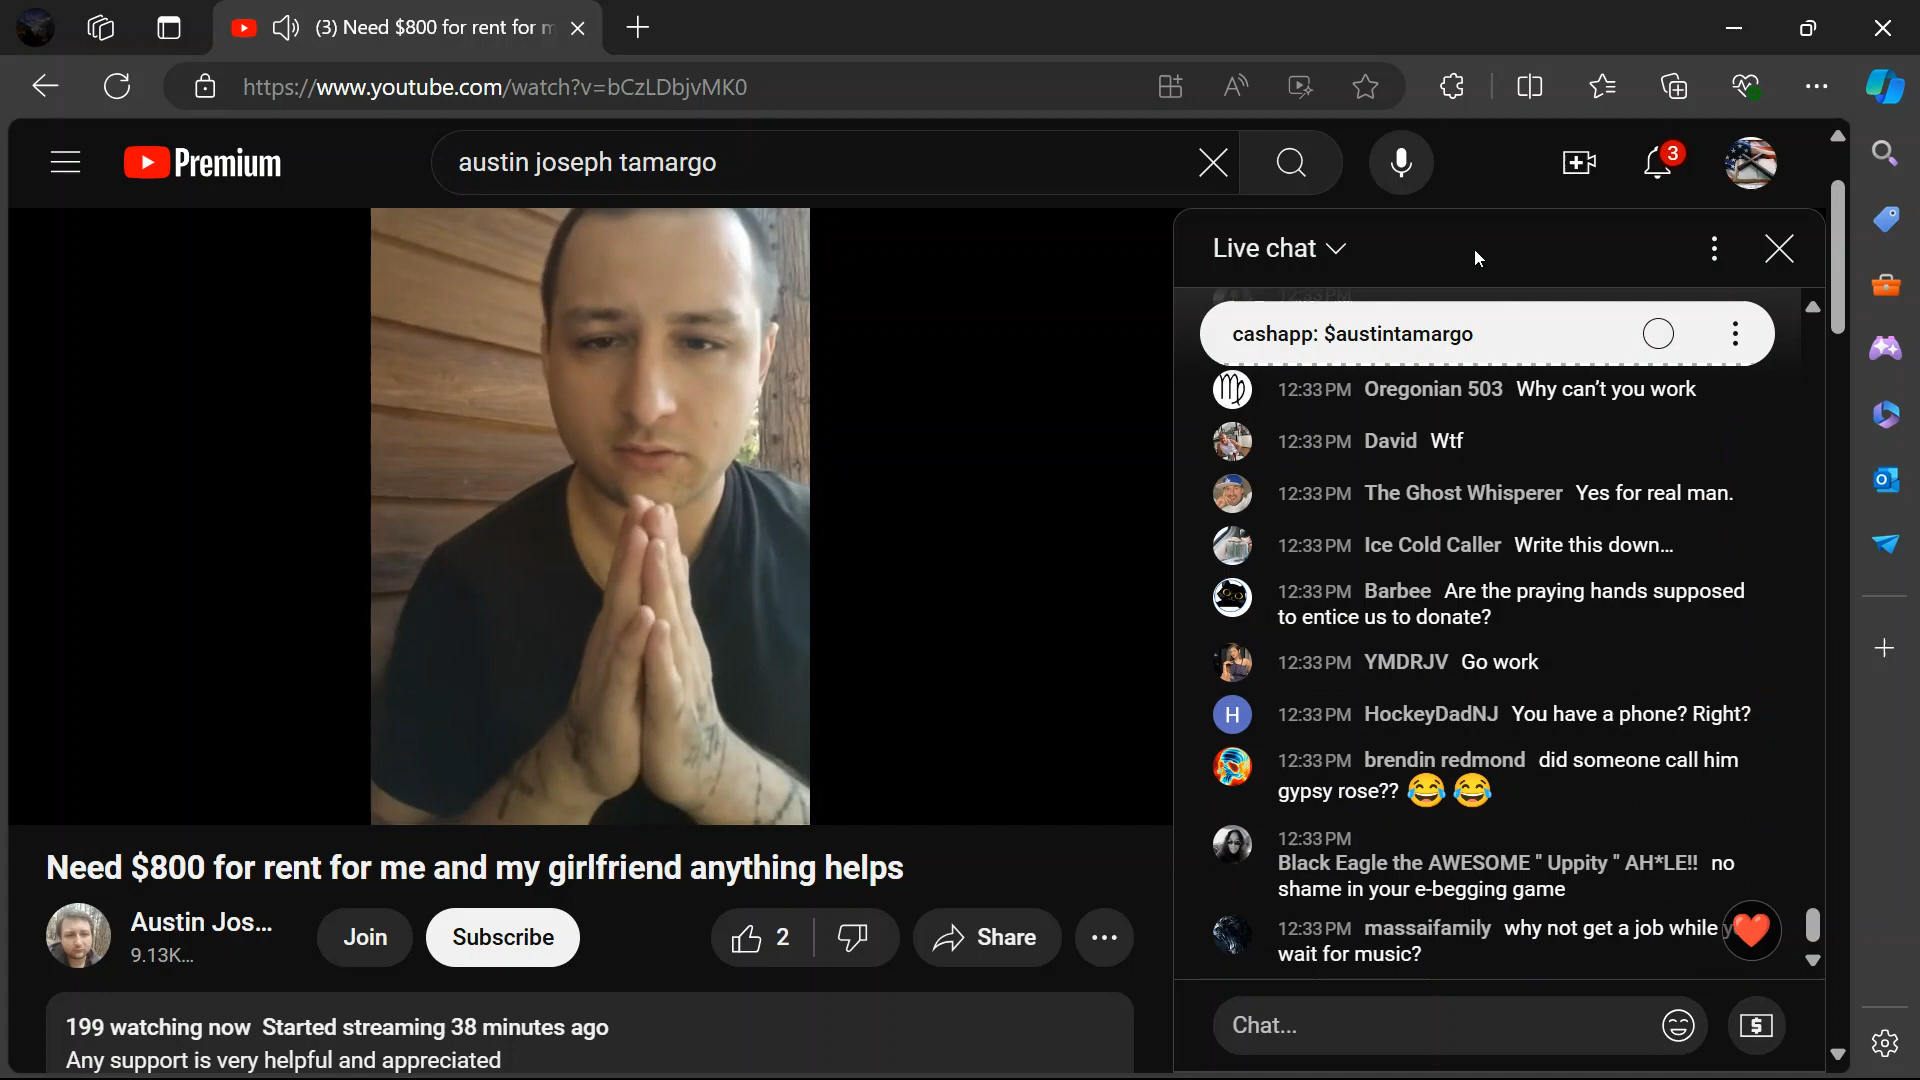 (3) Need $800 for rent for m
https://www.youtube.com/watch?v=bCzLDbjvMK0
Premium
austin joseph tamargo
3
Live chat
cashapp: $austintamargo
12:33 PM Oregonian 503 Why can't you work
12:33 PM David Wtf
12:33 PM The Ghost Whisperer Yes for real man.
12:33 PM Ice Cold Caller Write this down...
12:33 PM Barbee Are the praying hands supposed
to entice us to donate?
12:33 PM YMDRJV Go work
H 12:33 PM HockeyDadNJ You have a phone? Right?
12:33 PM brendin redmond did someone call him
gypsy rose?? 😂 😂
12:33 PM
Black Eagle the AWESOME " Uppity " AH*LE!! no
shame in your e-begging game
12:33 PM massaifamily why not get a job while y
wait for music?
Chat...
Need $800 for rent for me and my girlfriend anything helps
Austin Jos...
9.13K...
Join
Subscribe
2
Share
199 watching now Started streaming 38 minutes ago
Any support is very helpful and appreciated